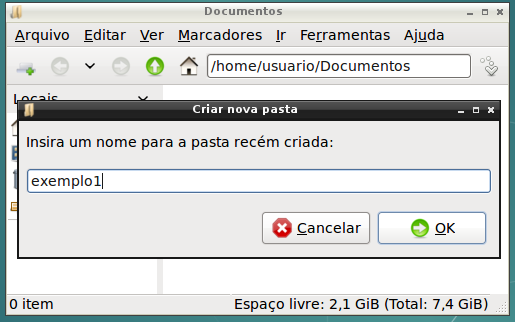 Documentos
Arquivo Editar Ver Marcadores Ir Ferramentas Ajuda
/home/usuario/Documentos
Locais
Criar nova pasta
Insira um nome para a pasta recém criada:
exemplo1
Cancelar OK
0 item Espaço livre: 2,1 GiB (Total: 7,4 GiB)